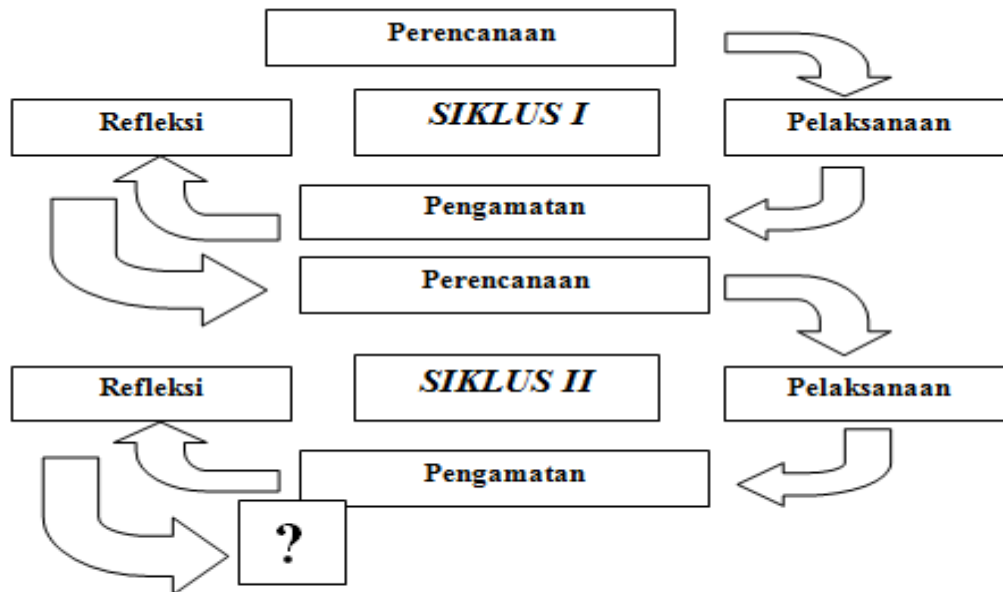 Perencanaan
Refleksi
SIKLUS I
Pelaksanaan
Pengamatan
Perencanaan
Refleksi
SIKLUS II
Pelaksanaan
Pengamatan
?